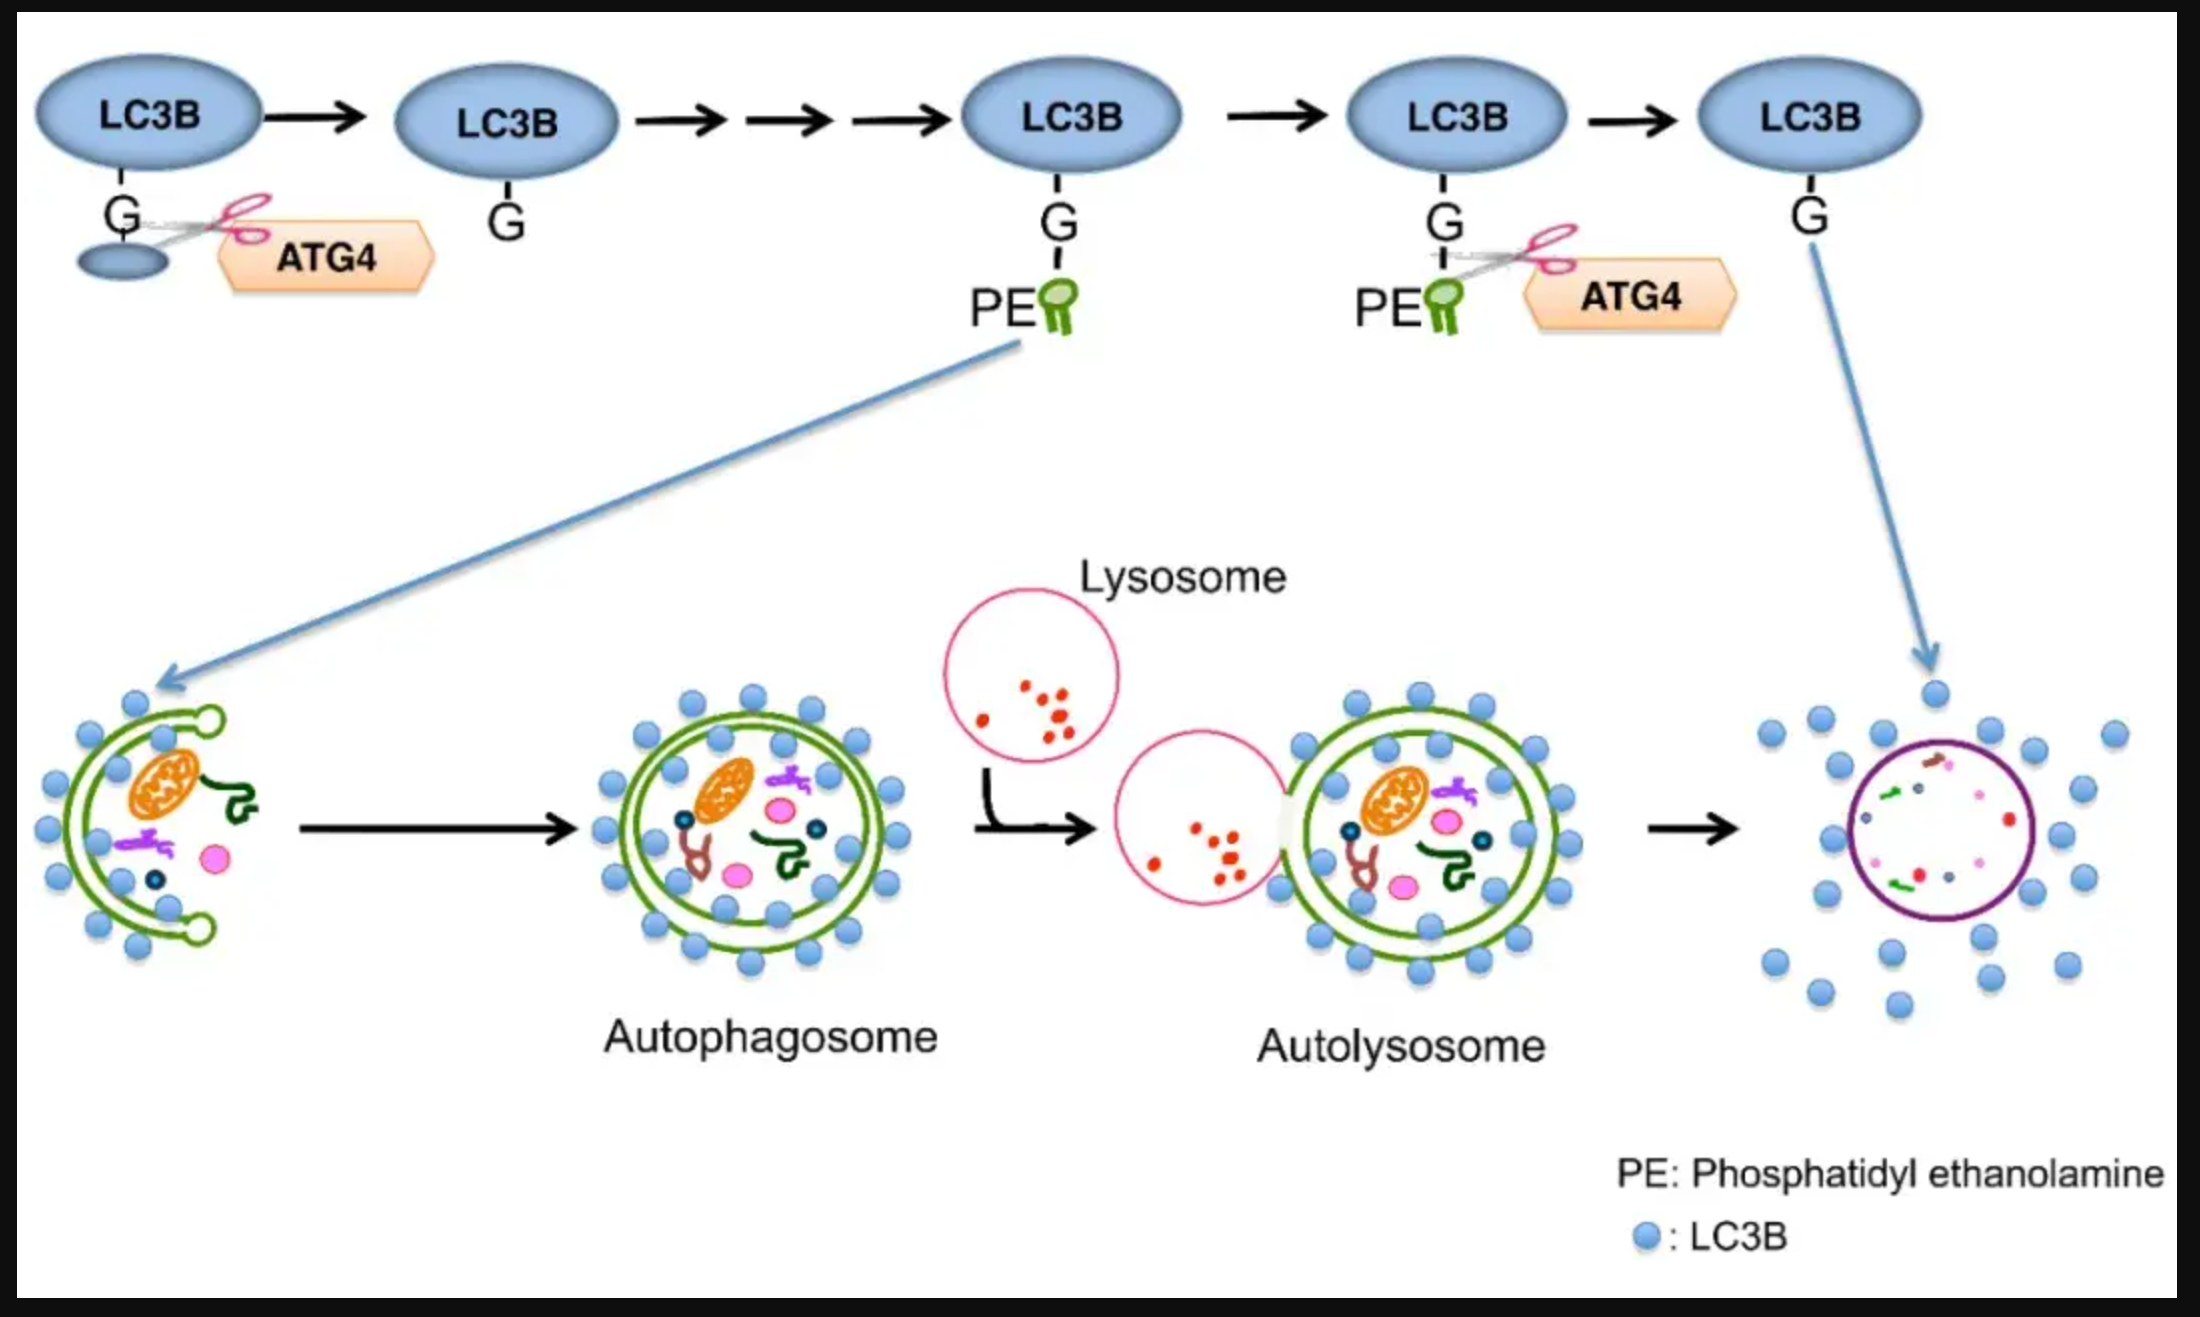 LC3B
LC3B
LC3B
LC3B
LC3B
G
G
G
G
G
ATG4
PE
PE
ATG4
Lysosome
Autophagosome
Autolysosome
PE: Phosphatidyl ethanolamine
: LC3B